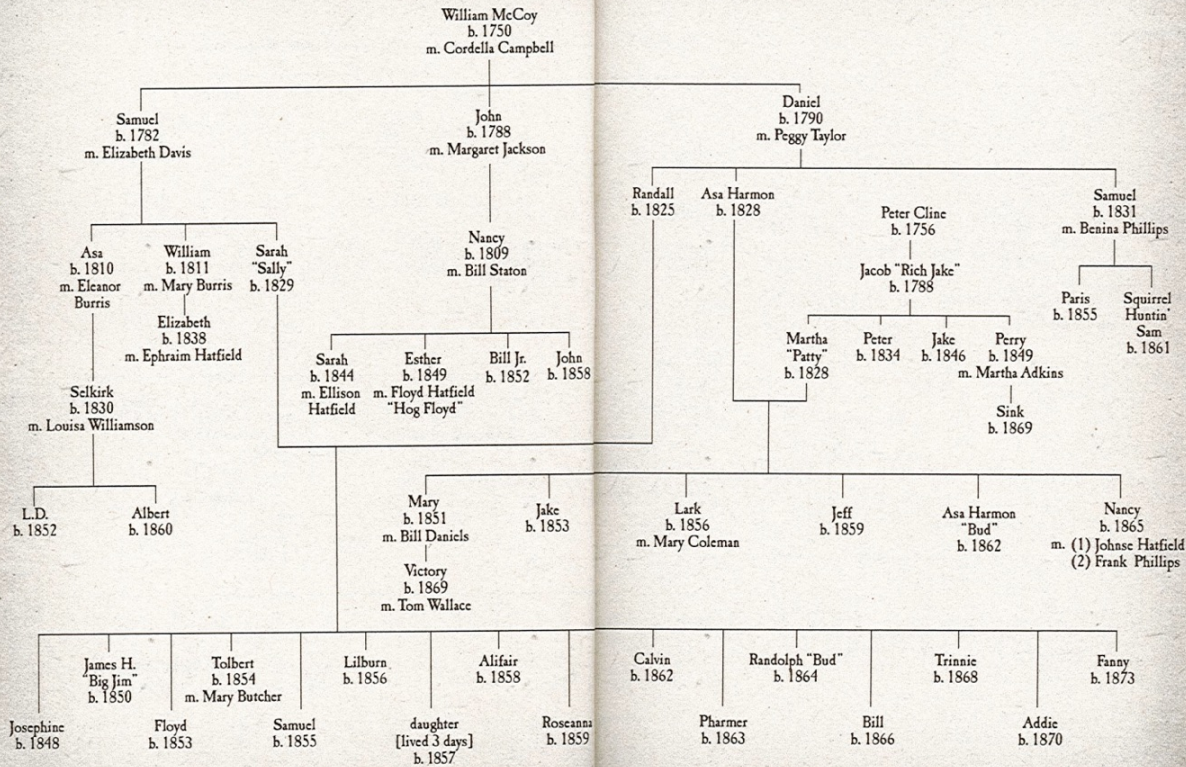 William McCoy
b. 1750
m. Cordella Campbell
Samuel
b. 1782
m. Elizabeth Davis
John
b. 1788
m. Margaret Jackson
Daniel
b. 1790
m. Peggy Taylor
Asa
b. 1810
m. Eleanor
Burris
William
b. 1811
m. Mary Burris
Sarah
"Sally"
b. 1829
Elizabeth
b. 1838
m. Ephraim Hatfield
Selkirk
b. 1830
m. Louisa Williamson
Nancy
b. 1809
m. Bill Staton
Sarah
b. 1844
m. Ellison
Hatfield
Esther
b. 1849
m. Floyd Hatfield
"Hog Floyd"
Bill Jr.
b. 1852
John
b. 1858
Randall
b. 1825
Asa Harmon
b. 1828
Peter Cline
b. 1756
Jacob "Rich Jake"
b. 1788
Martha
"Patty"
b. 1828
Peter
b. 1834
Jake
b. 1846
Perry
b. 1849
m. Martha Adkins
Sink
b. 1869
Samuel
b. 1831
m. Benina Phillips
Paris
b. 1855
Squirrel
Huntin'
Sam
b. 1861
L.D.
b. 1852
Albert
b. 1860
Mary
b. 1851
m. Bill Daniels
Victory
b. 1869
m. Tom Wallace
Jake
b. 1853
Lark
b. 1856
m. Mary Coleman
Jeff
b. 1859
Asa Harmon
"Bud"
b. 1862
Nancy
b. 1865
m. (1) Johnse Hatfield
(2) Frank Phillips
Josephine
b. 1848
James H.
"Big Jim"
b. 1850
Floyd
b. 1853
Tolbert
b. 1854
m. Mary Butcher
Samuel
b. 1855
Lilburn
b. 1856
daughter
[lived 3 days]
b. 1857
Alifair
b. 1858
Roseanna
b. 1859
Calvin
b. 1862
Pharmer
b. 1863
Randolph "Bud"
b. 1864
Bill
b. 1866
Trinnie
b. 1868
Addie
b. 1870
Fanny
b. 1873